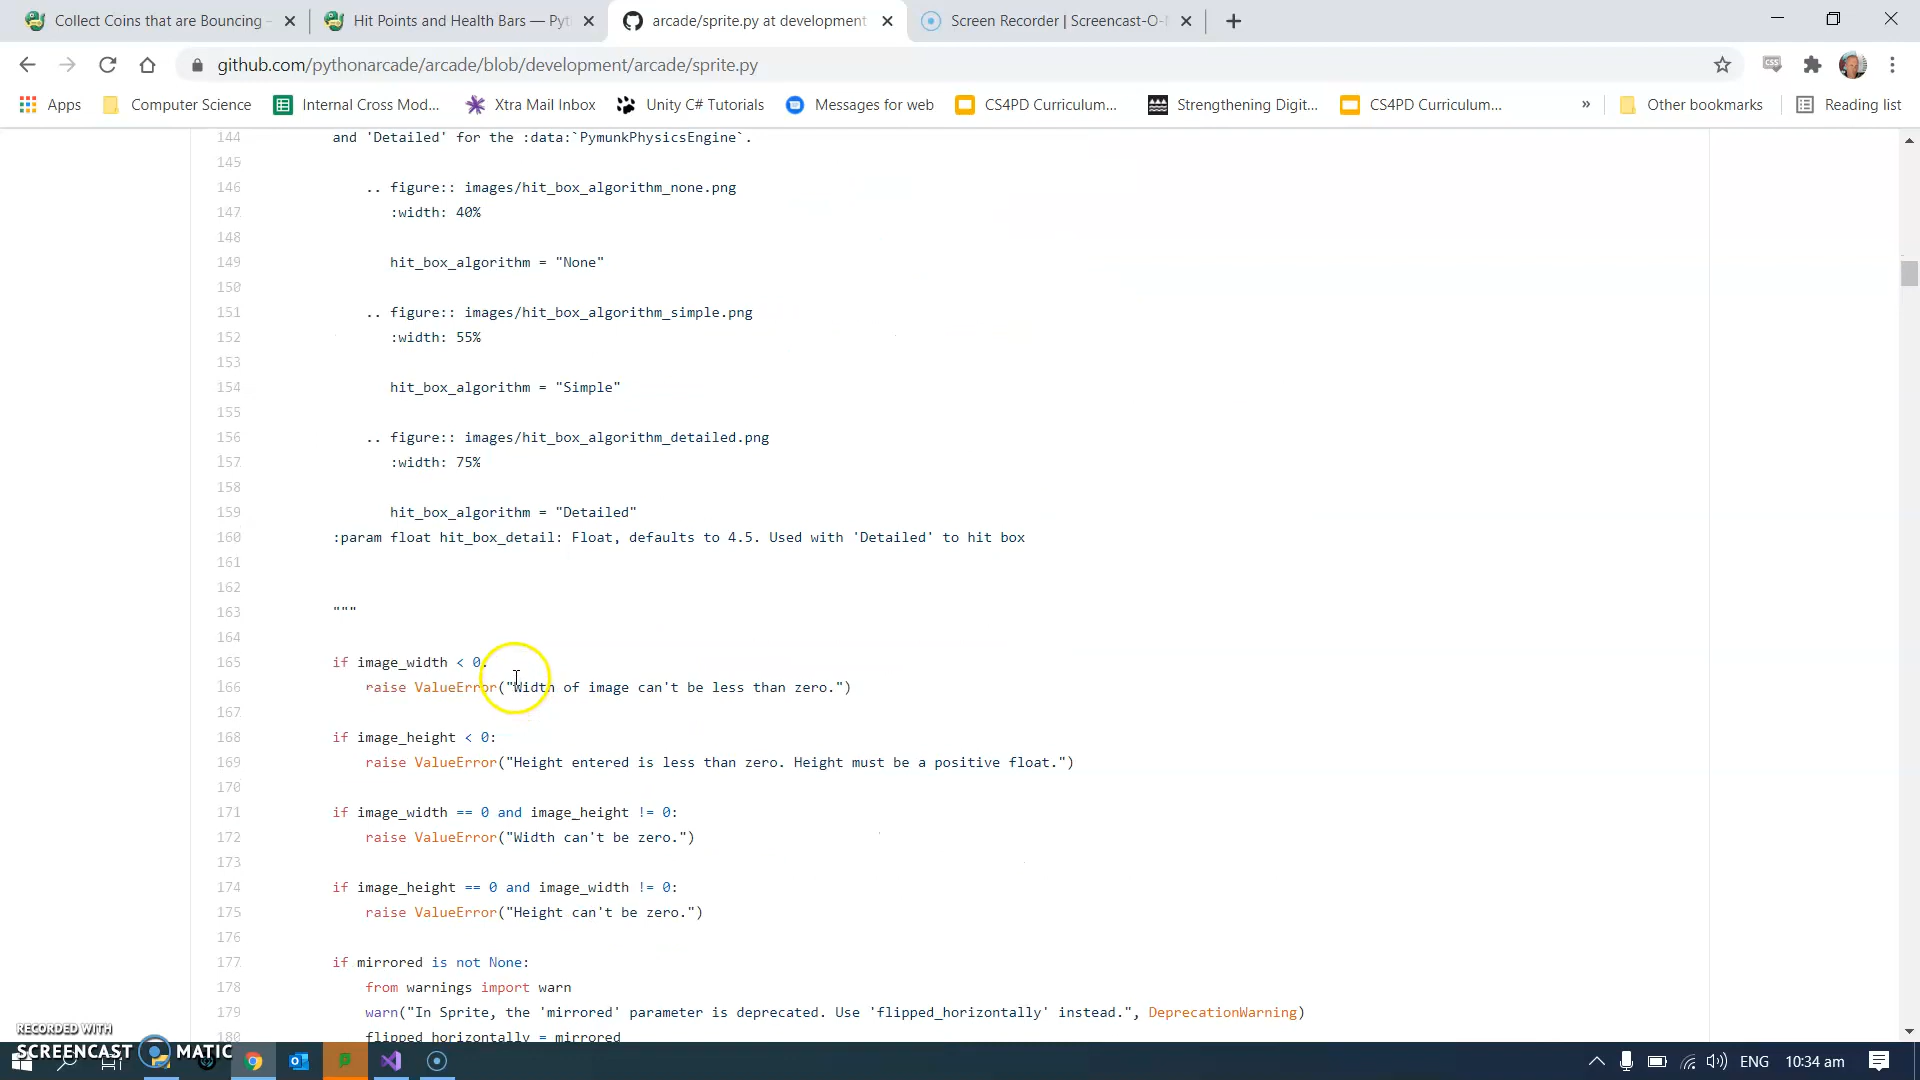 Collect Coins that are Bouncing -
Hit Points and Health Bars — Pyt
arcade/sprite.py at development
Screen Recorder | Screencast-O-
github.com/pythonarcade/arcade/blob/development/arcade/sprite.py
Apps
Computer Science
Internal Cross Mod...
Xtra Mail Inbox
Unity C# Tutorials
Messages for web
CS4PD Curriculum...
Strengthening Digit...
CS4PD Curriculum...
»
Other bookmarks
Reading list
144 and 'Detailed' for the :data:`PymunkPhysicsEngine`.
145
146 .. figure:: images/hit_box_algorithm_none.png
147 :width: 40%
148
149 hit_box_algorithm = "None"
150
151 .. figure:: images/hit_box_algorithm_simple.png
152 :width: 55%
153
154 hit_box_algorithm = "Simple"
155
156 .. figure:: images/hit_box_algorithm_detailed.png
157 :width: 75%
158
159 hit_box_algorithm = "Detailed"
160 :param float hit_box_detail: Float, defaults to 4.5. Used with 'Detailed' to hit box
161
162
163 """
164
165 if image_width < 0:
166 raise ValueError("Width of image can't be less than zero.")
167
168 if image_height < 0:
169 raise ValueError("Height entered is less than zero. Height must be a positive float.")
170
171 if image_width == 0 and image_height != 0:
172 raise ValueError("Width can't be zero.")
173
174 if image_height == 0 and image_width != 0:
175 raise ValueError("Height can't be zero.")
176
177 if mirrored is not None:
178 from warnings import warn
179 warn("In Sprite, the 'mirrored' parameter is deprecated. Use 'flipped_horizontally' instead.", DeprecationWarning)
180 flipped_horizontally = mirrored
RECORDED WITH
SCREENCAST MATIC
ENG
10:34 am